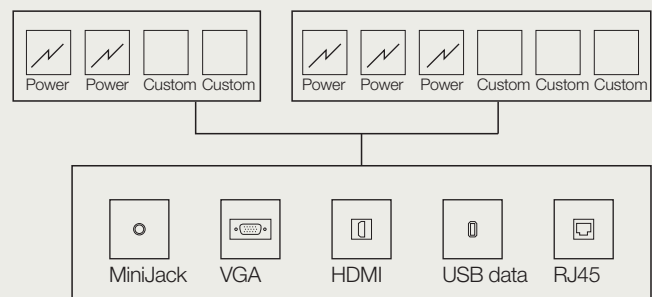 Power Power Custom Custom
Power Power Power Custom Custom Custom
MiniJack VGA HDMI USB data RJ45